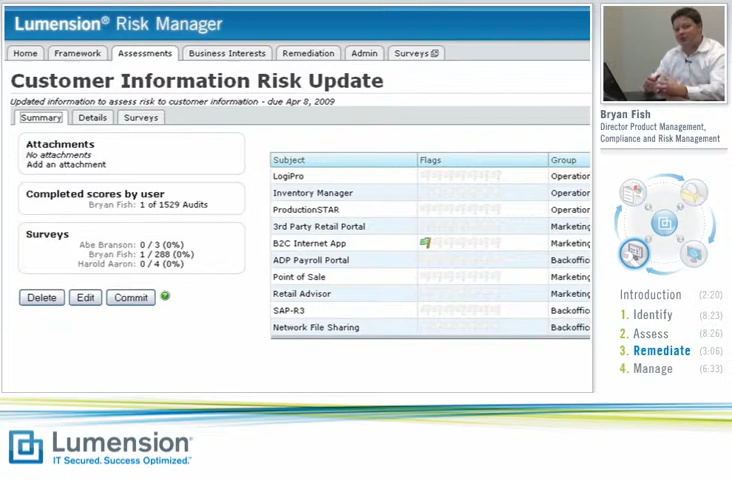 Lumension® Risk Manager
Home Framework Assessments Business Interests Remediation Admin Surveys
Customer Information Risk Update
Updated information to assess risk to customer information - due Apr 8, 2009
Summary Details Surveys
Attachments
No attachments
Add an attachment
Completed scores by user
Bryan Fish: 1 of 1529 Audits
Surveys
Abe Branson: 0 / 3 (0%)
Bryan Fish: 1 / 288 (0%)
Harold Aaron: 0 / 4 (0%)
Delete Edit Commit ?
Subject Flags Group
LogiPro Operation
Inventory Manager Operation
ProductionSTAR Operation
3rd Party Retail Portal Marketing
B2C Internet App Marketing
ADP Payroll Portal Backoffic
Point of Sale Marketing
Retail Advisor Marketing
SAP-R3 Backoffic
Network File Sharing Backoffic
Bryan Fish
Director Product Management,
Compliance and Risk Management
Introduction (2:20)
1. Identify (8:23)
2. Assess (8:26)
3. Remediate (3:06)
4. Manage (6:33)
Lumension™
IT Secured. Success Optimized.™